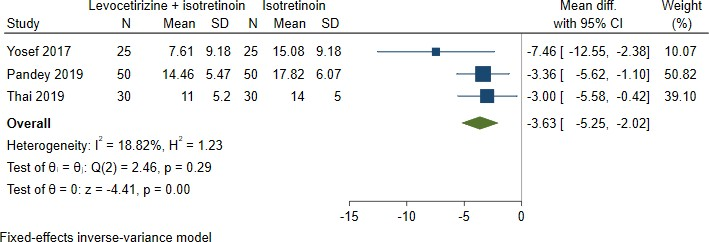 Levocetirizine + isotretinoin Isotretinoin Mean diff. Weight
Study N Mean SD N Mean SD with 95% CI (%)
Yosef 2017 25 7.61 9.18 25 15.08 9.18 -7.46 [ -12.55, -2.38] 10.07
Pandey 2019 50 14.46 5.47 50 17.82 6.07 -3.36 [ -5.62, -1.10] 50.82
Thai 2019 30 11 5.2 30 14 5 -3.00 [ -5.58, -0.42] 39.10
Overall -3.63 [ -5.25, -2.02]
Heterogeneity: I² = 18.82%, H² = 1.23
Test of θᵢ = θⱼ: Q(2) = 2.46, p = 0.29
Test of θ = 0: z = -4.41, p = 0.00
-15 -10 -5 0
Fixed-effects inverse-variance model